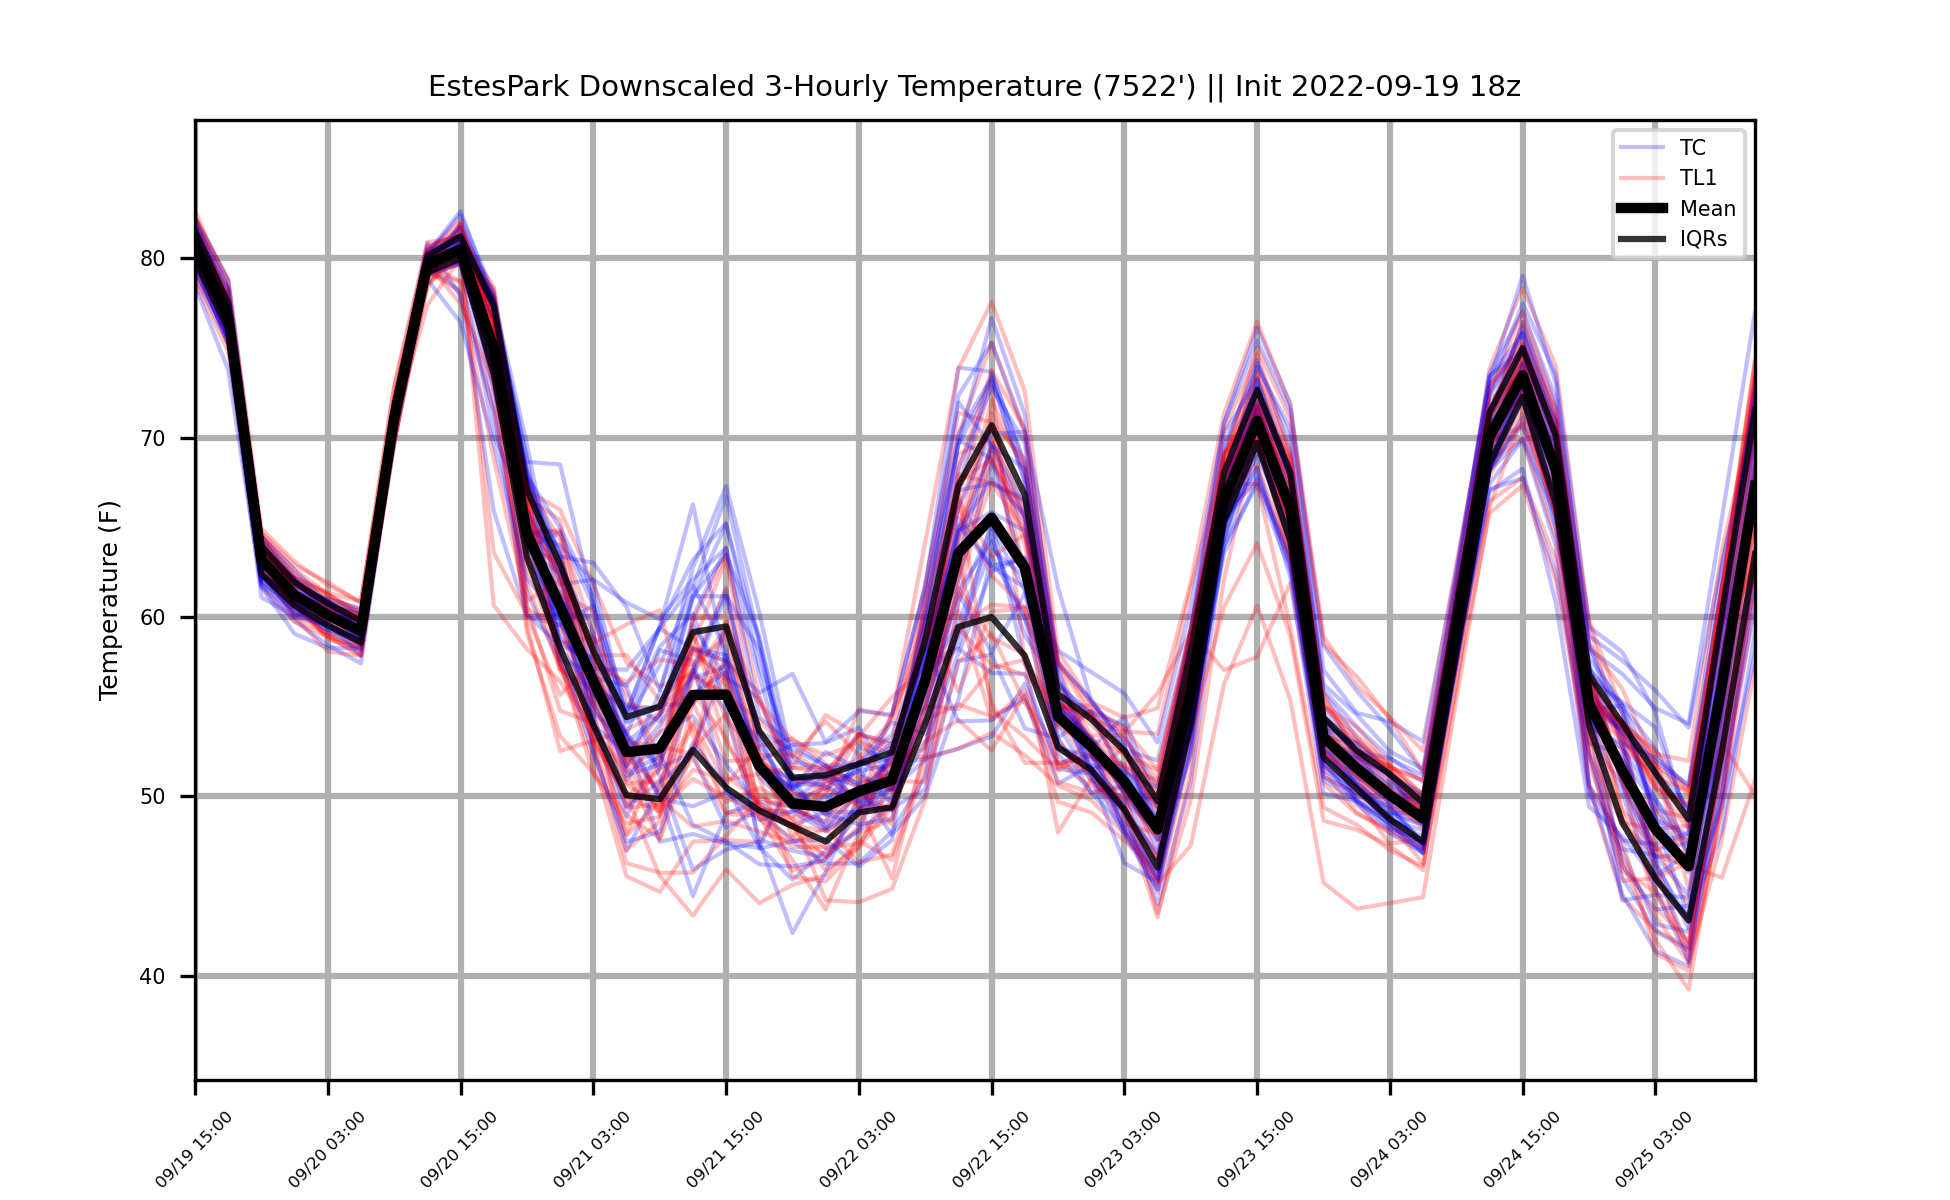 EstesPark Downscaled 3-Hourly Temperature (7522') || Init 2022-09-19 18z
TC
TL1
Mean
IQRs
Temperature (F)
80
70
60
50
40
09/19 15:00
09/20 03:00
09/20 15:00
09/21 03:00
09/21 15:00
09/22 03:00
09/22 15:00
09/23 03:00
09/23 15:00
09/24 03:00
09/24 15:00
09/25 03:00